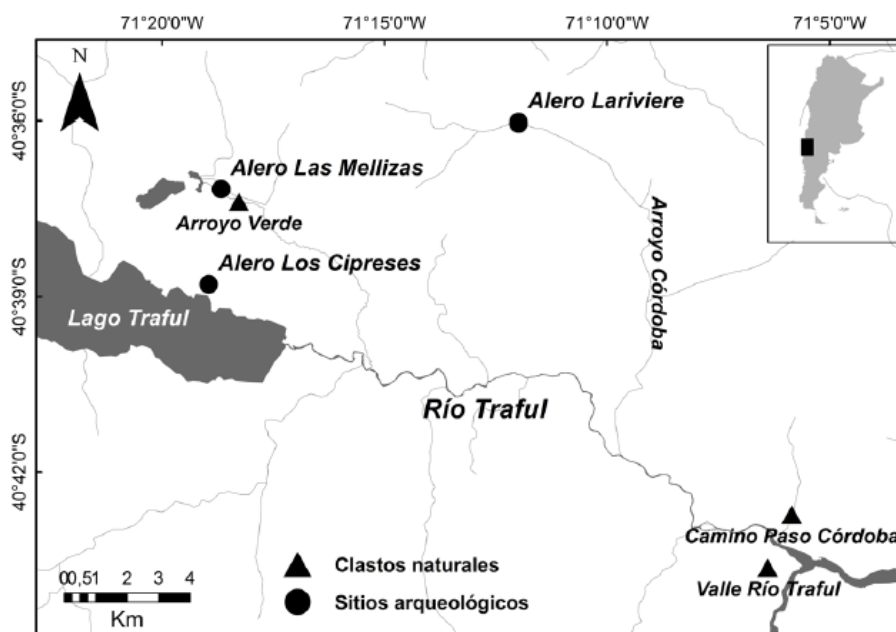 71°20'0"W 71°15'0"W 71°10'0"W 71°50'0"W
N
40°36'0"S
Alero Lariviere
Alero Las Mellizas
Arroyo Verde
Arroyo Córdoba
Alero Los Cipreses
40°39'0"S
Lago Traful
Río Traful
40°42'0"S
Camino Paso Córdoba
Valle Río Traful
Clastos naturales
Sitios arqueológicos
00,51 2 3 4
Km